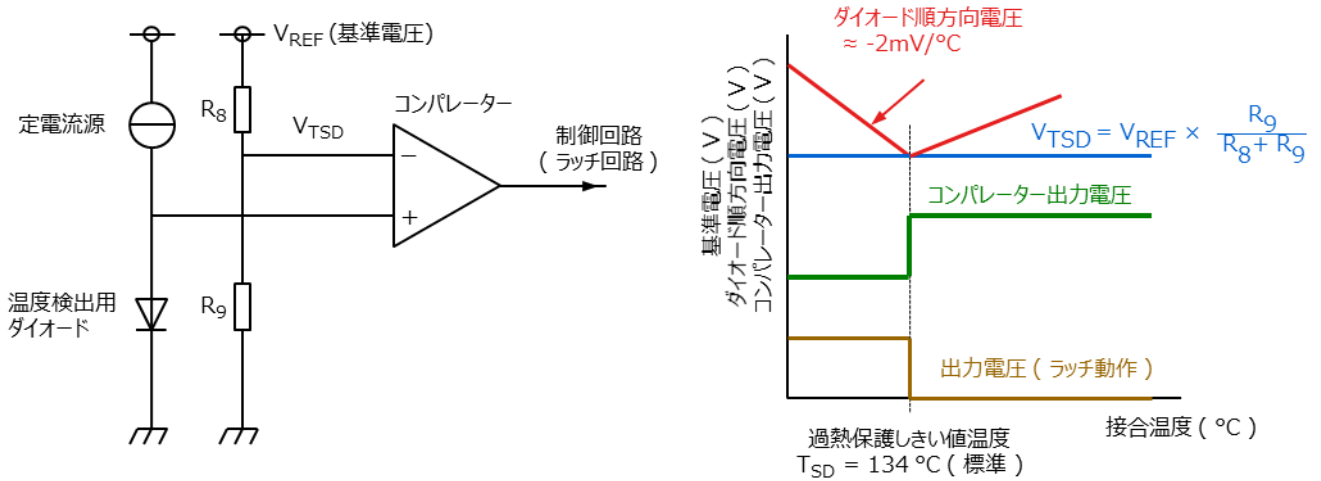 V_REF (基準電圧)
定電流源
R₈
V_TSD
コンパレーター
制御回路
( ラッチ回路 )
−
+
温度検出用
ダイオード
R₉
ダイオード順方向電圧
≈ -2mV/°C
基準電圧 ( V )
ダイオード順方向電圧 ( V )
コンパレーター出力電圧 ( V )
V_TSD = V_REF × R₉ / R₈ + R₉
コンパレーター出力電圧
出力電圧 ( ラッチ動作 )
接合温度 ( °C )
過熱保護しきい値温度
T_SD = 134 °C ( 標準 )